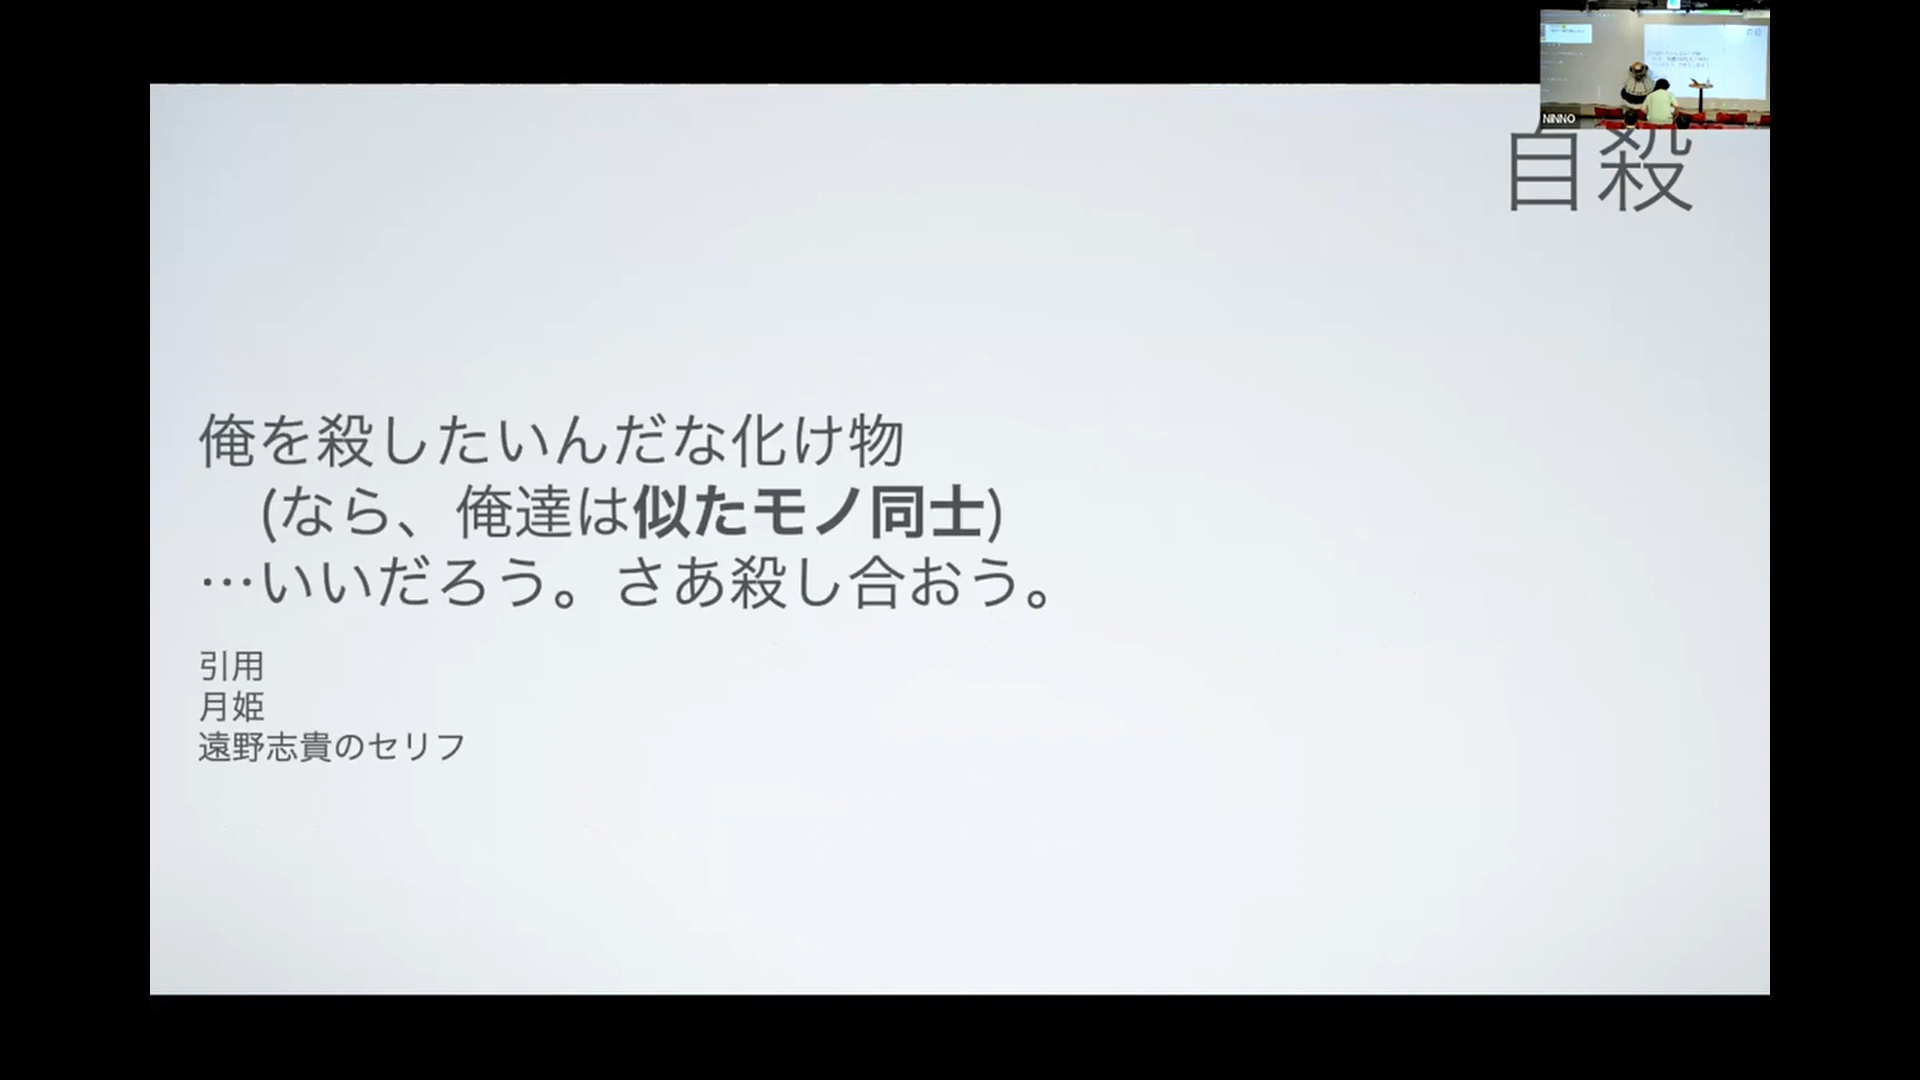 NINNO
自殺
俺を殺したいんだな化け物
(なら、俺達は似たモノ同士)
…いいだろう。さあ殺し合おう。
引用
月姫
遠野志貴のセリフ